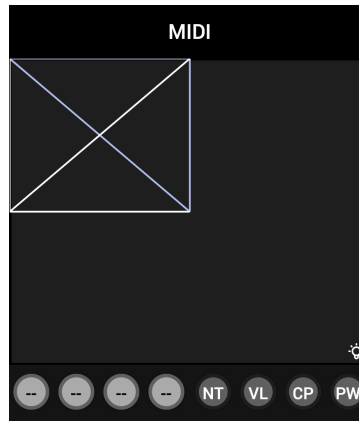 MIDI
-- -- -- -- NT VL CP PW